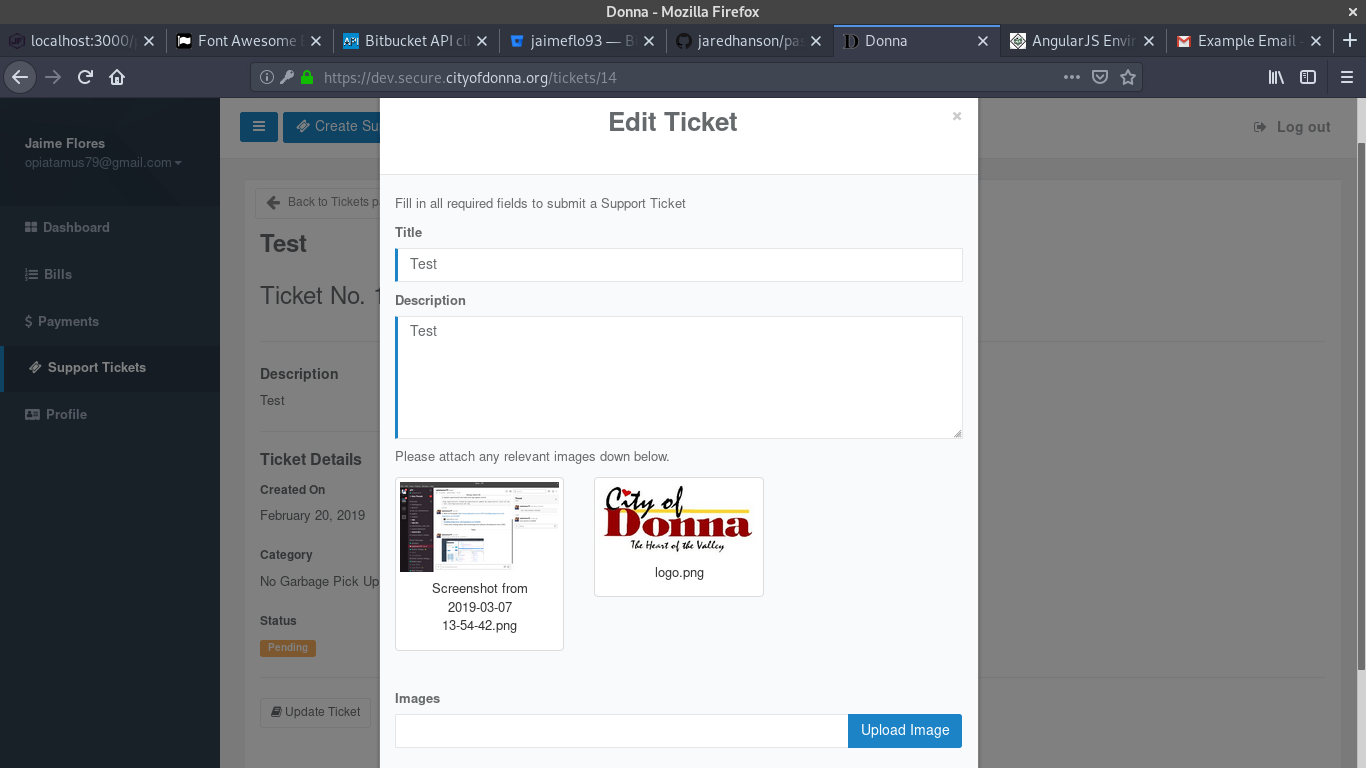 Donna - Mozilla Firefox
localhost:3000/
Font Awesome
Bitbucket API cli
jaimeflo93 — B
jaredhanson/pas
Donna
AngularJS Envir
Example Email -
https://dev.secure.cityofdonna.org/tickets/14
Jaime Flores
opiatamus79@gmail.com
Create Su
Log out
Edit Ticket
×
Back to Tickets p
Dashboard
Bills
$ Payments
Support Tickets
Profile
Test
Ticket No. 1
Description
Test
Ticket Details
Created On
February 20, 2019
Category
No Garbage Pick Up
Status
Pending
Update Ticket
Fill in all required fields to submit a Support Ticket
Title
Test
Description
Test
Please attach any relevant images down below.
Screenshot from
2019-03-07
13-54-42.png
City of
Donna
The Heart of the Valley
logo.png
Images
Upload Image